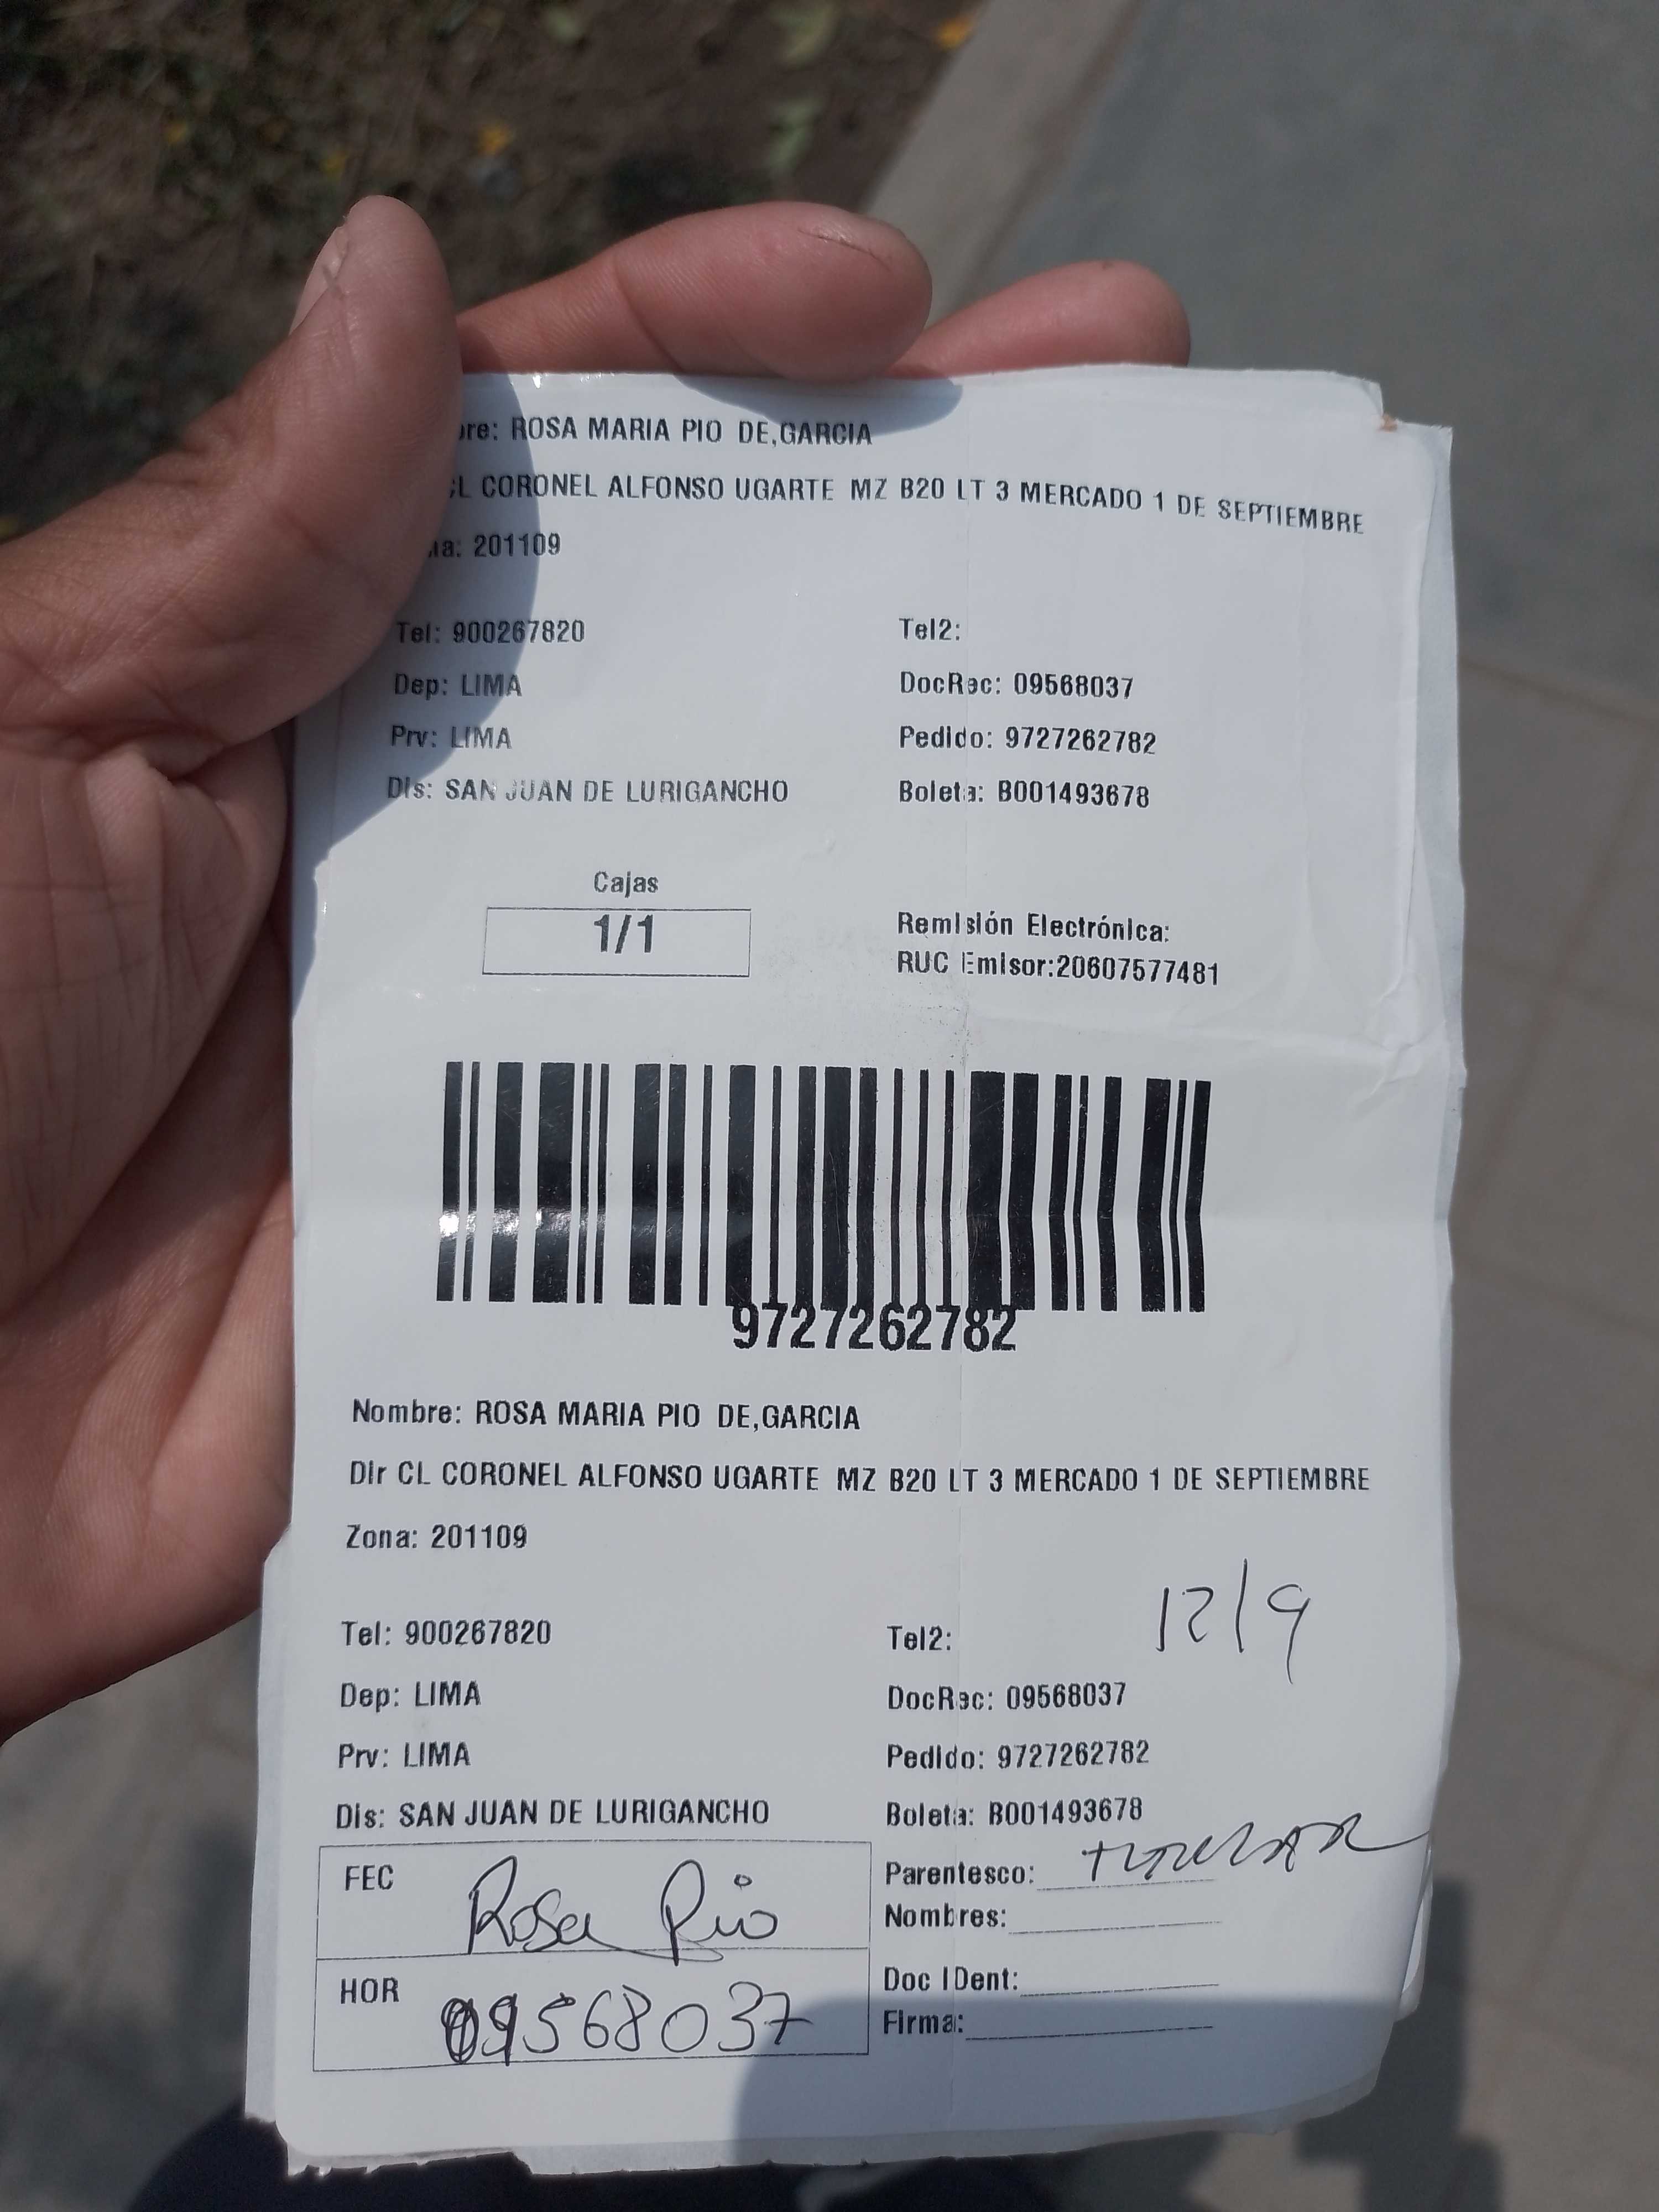 re: ROSA MARIA PIO DE,GARCIA
CL CORONEL ALFONSO UGARTE MZ B20 LT 3 MERCADO 1 DE SEPTIEMBRE
na: 201109
Tel: 900267820 Tel2:
Dep: LIMA DocRec: 09568037
Prv: LIMA Pedido: 9727262782
Dis: SAN JUAN DE LURIGANCHO Boleta: B001493678
Cajas
1/1
Remisión Electrónica:
RUC Emisor:20607577481
9727262782
Nombre: ROSA MARIA PIO DE,GARCIA
Dir CL CORONEL ALFONSO UGARTE MZ B20 LT 3 MERCADO 1 DE SEPTIEMBRE
Zona: 201109
12/9
Tel: 900267820 Tel2:
Dep: LIMA DocRec: 09568037
Prv: LIMA Pedido: 9727262782
Dis: SAN JUAN DE LURIGANCHO Boleta: B001493678
FEC Rosa Pio
HOR 09568037
Parentesco:
Nombres:
Doc IDent:
Firma: